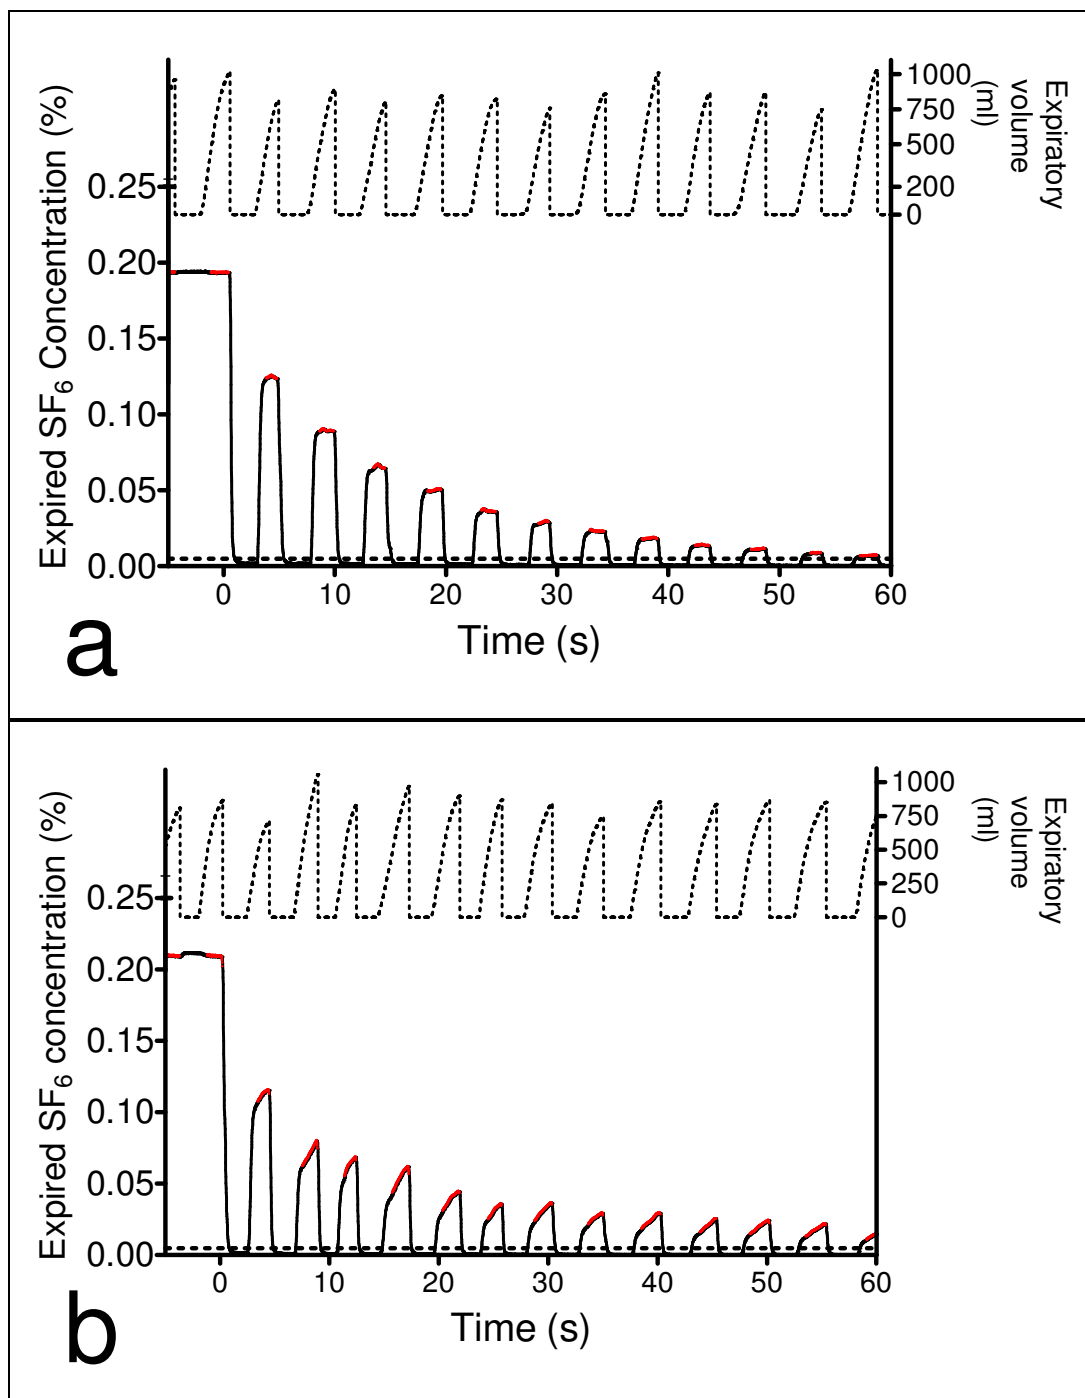 Expired SF6 Concentration (%)
0.25
0.20
0.15
0.10
0.05
0.00
1000
750
500
200
0
Expiratory
volume
(ml)
0 10 20 30 40 50 60
Time (s)
a
Expired SF6 concentration (%)
0.25
0.20
0.15
0.10
0.05
0.00
1000
750
500
250
0
Expiratory
volume
(ml)
0 10 20 30 40 50 60
Time (s)
b